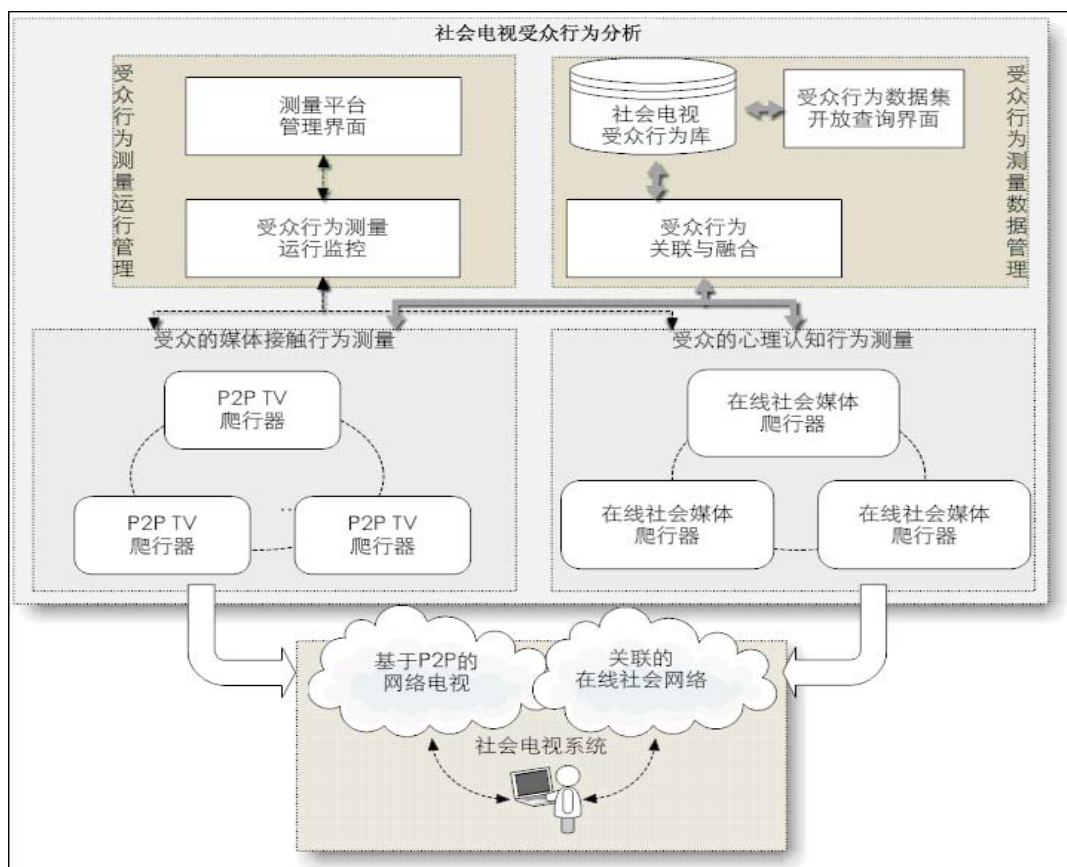 社会电视受众行为分析
受众行为测量运行管理
测量平台
管理界面
受众行为测量
运行监控
社会电视
受众行为库
受众行为数据集
开放查询界面
受众行为
关联与融合
受众行为测量数据管理
受众的媒体接触行为测量
P2P TV
爬行器
P2P TV
爬行器
P2P TV
爬行器
受众的心理认知行为测量
在线社会媒体
爬行器
在线社会媒体
爬行器
在线社会媒体
爬行器
基于P2P的
网络电视
关联的
在线社会网络
社会电视系统